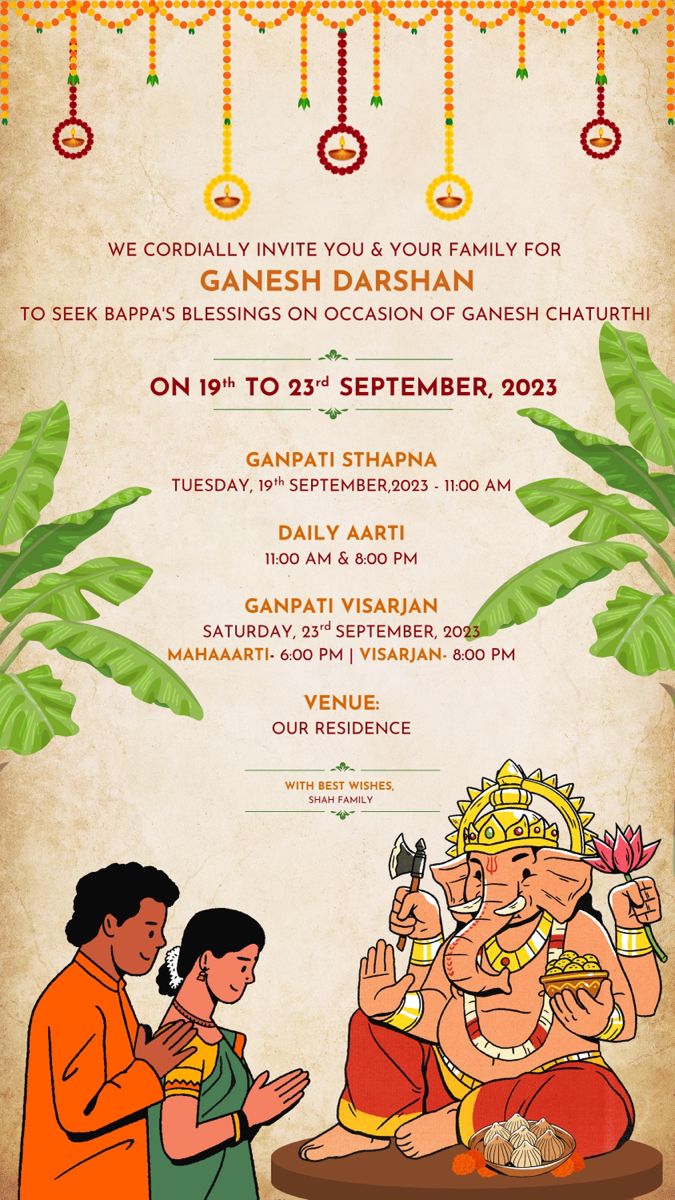 WE CORDIALLY INVITE YOU & YOUR FAMILY FOR
GANESH DARSHAN
TO SEEK BAPPA'S BLESSINGS ON OCCASION OF GANESH CHATURTHI
ON 19th TO 23rd SEPTEMBER, 2023
GANPATI STHAPNA
TUESDAY, 19th SEPTEMBER,2023 - 11:00 AM
DAILY AARTI
11:00 AM & 8:00 PM
GANPATI VISARJAN
SATURDAY, 23rd SEPTEMBER, 2023
MAHAAARTI- 6:00 PM | VISARJAN- 8:00 PM
VENUE:
OUR RESIDENCE
WITH BEST WISHES,
SHAH FAMILY